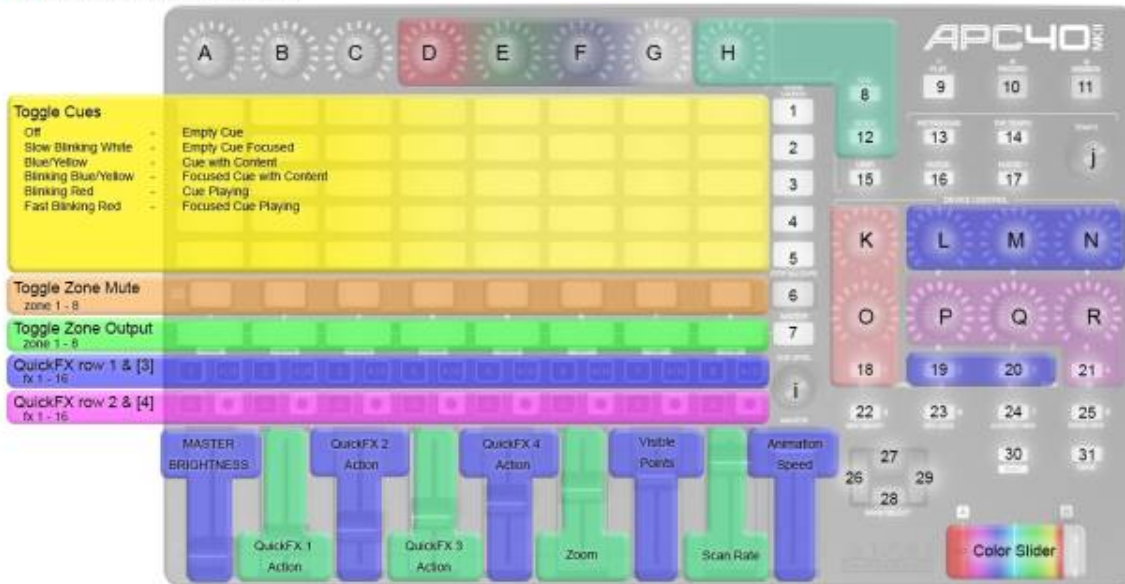 A B C D E F G H
APC40 MKII
8 9 10 11
Toggle Cues
Off - Empty Cue
Slow Blinking White - Empty Cue Focused
Blue/Yellow - Cue with Content
Blinking Blue/Yellow - Focused Cue with Content
Blinking Red - Cue Playing
Fast Blinking Red - Focused Cue Playing
1
2
3
4
5
12 13 14 j
15 16 17
DEVICE CONTROL
K L M N
Toggle Zone Mute
zone 1 - 8
6
Toggle Zone Output
zone 1 - 8
7
O P Q R
QuickFX row 1 & [3]
fx 1 - 16
18 19 20 21
QuickFX row 2 & [4]
fx 1 - 16
i
22 23 24 25
MASTER
BRIGHTNESS
QuickFX 2
Action
QuickFX 4
Action
Visible
Points
Animation
Speed
26 27 28 29
30 31
QuickFX 1
Action
QuickFX 3
Action
Zoom
Scan Rate
A B
Color Slider